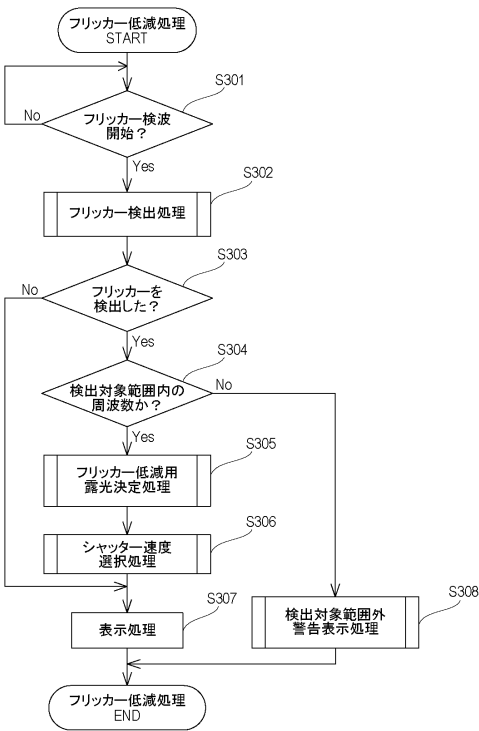 フリッカー低減処理
START
S301
No
フリッカー検波
開始？
Yes
S302
フリッカー検出処理
S303
No
フリッカーを
検出した？
Yes
S304
検出対象範囲内の
周波数か？
No
Yes
S305
フリッカー低減用
露光決定処理
S306
シャッター速度
選択処理
S307
表示処理
S308
検出対象範囲外
警告表示処理
フリッカー低減処理
END